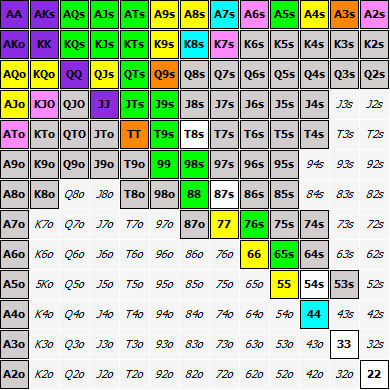 AA AKs AQs AJs ATs A9s A8s A7s A6s A5s A4s A3s A2s
AKo KK KQs KJs KTs K9s K8s K7s K6s K5s K4s K3s K2s
AQo KQo QQ QJs QTs Q9s Q8s Q7s Q6s Q5s Q4s Q3s Q2s
AJo KJO QJO JJ JTs J9s J8s J7s J6s J5s J4s J3s J2s
ATo KTo QTO JTo TT T9s T8s T7s T6s T5s T4s T3s T2s
A9o K9o Q9o J9o T9o 99 98s 97s 96s 95s 94s 93s 92s
A8o K8o Q8o J8o T8o 98o 88 87s 86s 85s 84s 83s 82s
A7o K7o Q7o J7o T7o 97o 87o 77 76s 75s 74s 73s 72s
A6o K6o Q6o J6o T6o 96o 86o 76o 66 65s 64s 63s 62s
A5o 5Ko Q5o J5o T5o 95o 85o 75o 65o 55 54s 53s 52s
A4o K4o Q4o J4o T4o 94o 84o 74o 64o 54o 44 43s 42s
A3o K3o Q3o J3o T3o 93o 83o 73o 63o 53o 43o 33 32s
A2o K2o Q2o J2o T2o 92o 82o 72o 62o 52o 42o 32o 22